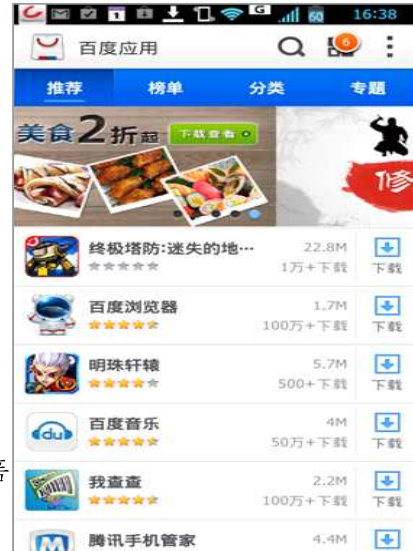 1
G
60
16:38
百度应用
6
推荐 榜单 分类 专题
美食2折起 下载查看
修
终极塔防:迷失的地… 22.8M
1万+下载 下载
百度浏览器 1.7M
100万+下载 下载
明珠轩辕 5.7M
500+下载 下载
du 百度音乐 4M
50万+下载 下载
我查查 2.2M
100万+下载 下载
腾讯手机管家 4.4M